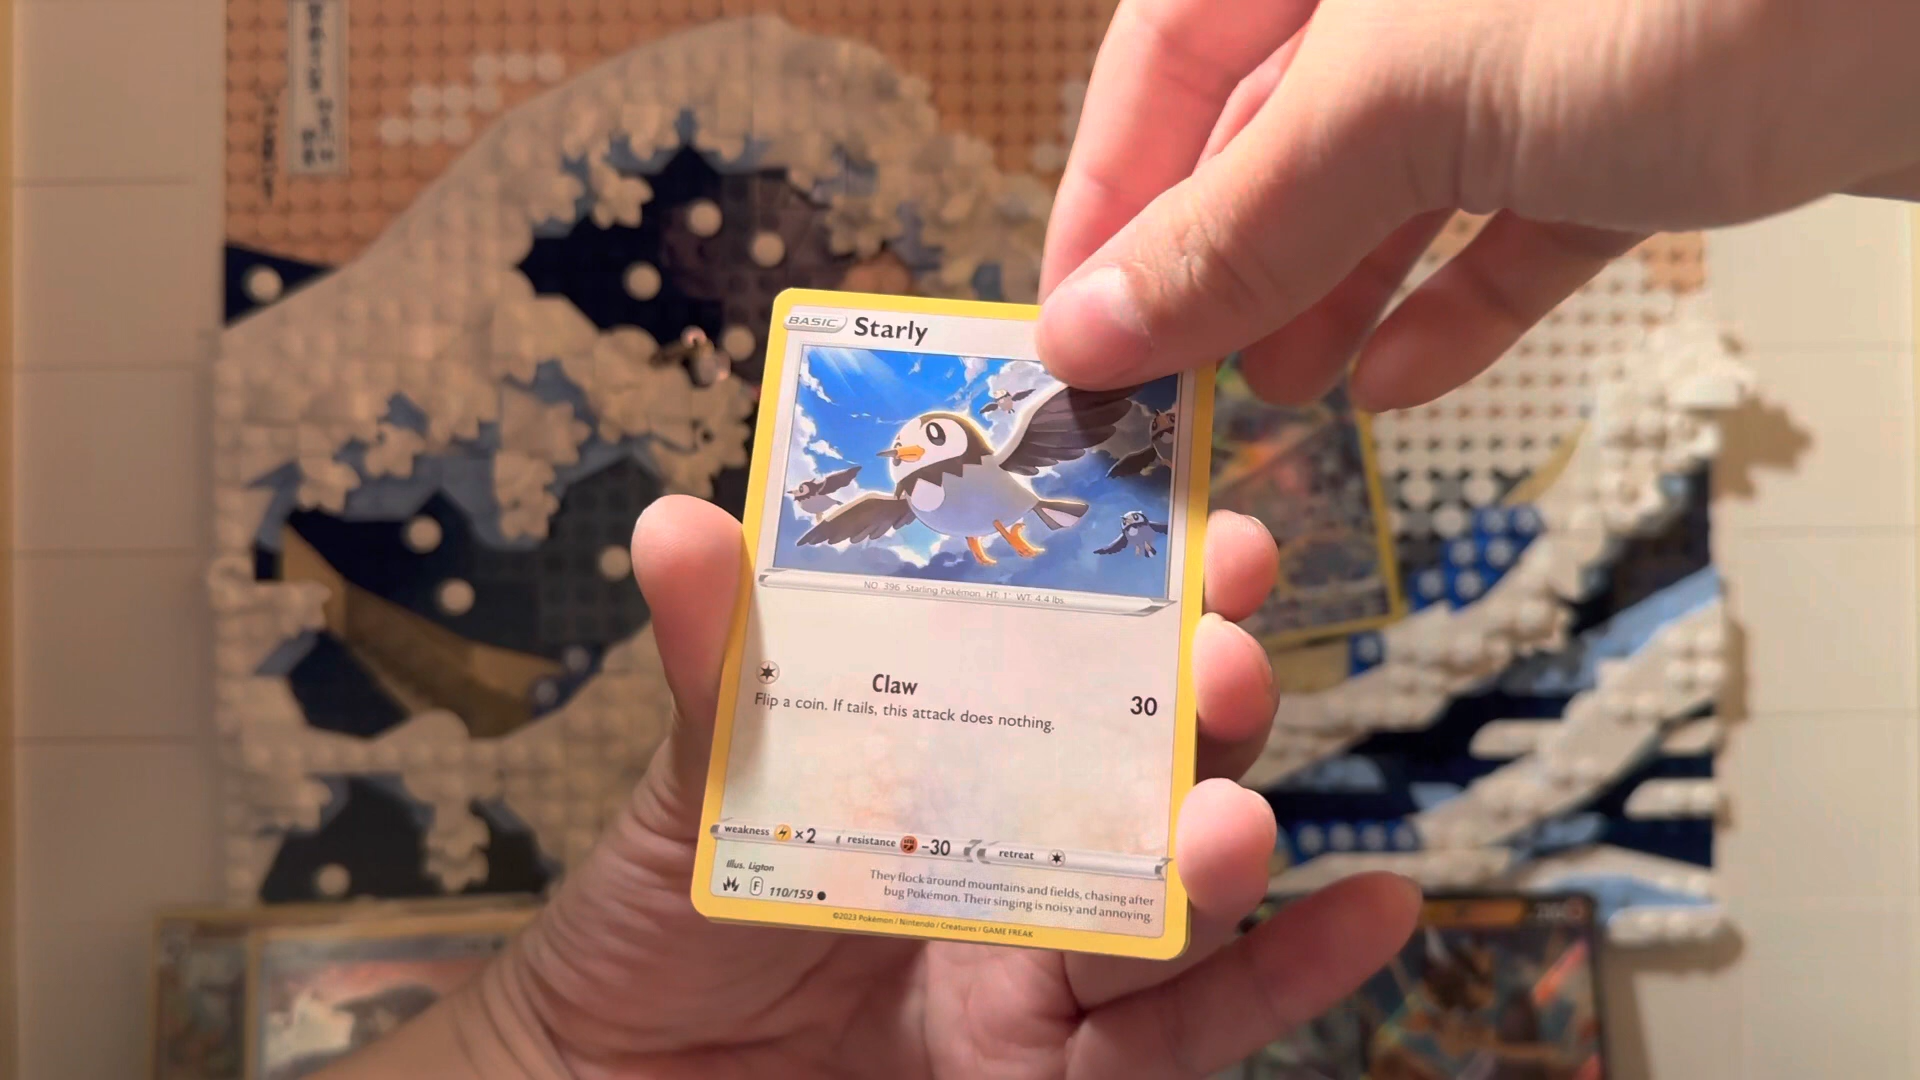 BASIC Starly
NO. 396 Starling Pokémon HT: 1' WT: 4.4 lbs.
Claw 30
Flip a coin. If tails, this attack does nothing.
weakness ×2 resistance -30 retreat
Illus. Ligton
F 110/159
They flock around mountains and fields, chasing after
bug Pokémon. Their singing is noisy and annoying.
©2023 Pokémon / Nintendo / Creatures / GAME FREAK